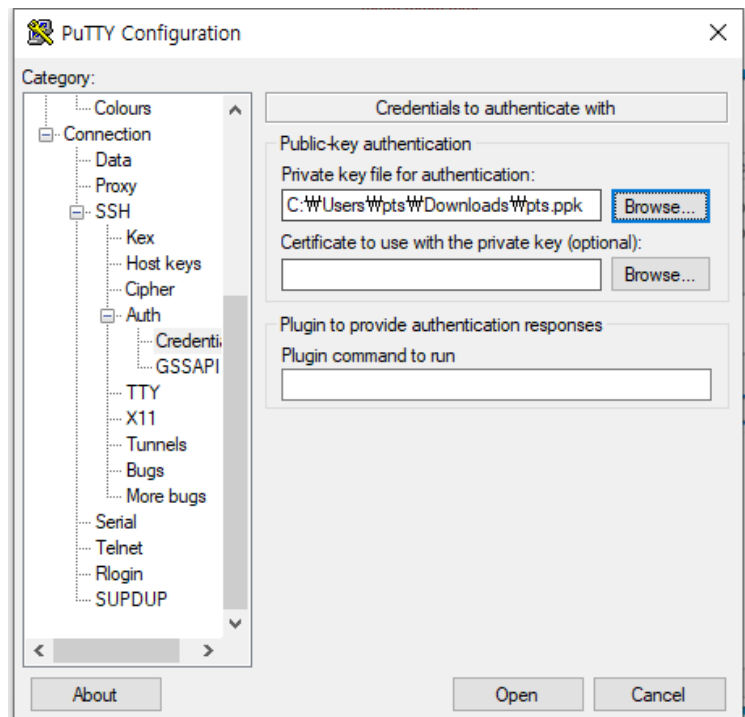 PuTTY Configuration
Category:
Colours
Connection
Data
Proxy
SSH
Kex
Host keys
Cipher
Auth
Credenti
GSSAPI
TTY
X11
Tunnels
Bugs
More bugs
Serial
Telnet
Rlogin
SUPDUP
Credentials to authenticate with
Public-key authentication
Private key file for authentication:
C:₩Users₩pts₩Downloads₩pts.ppk Browse...
Certificate to use with the private key (optional):
Browse...
Plugin to provide authentication responses
Plugin command to run
About Open Cancel